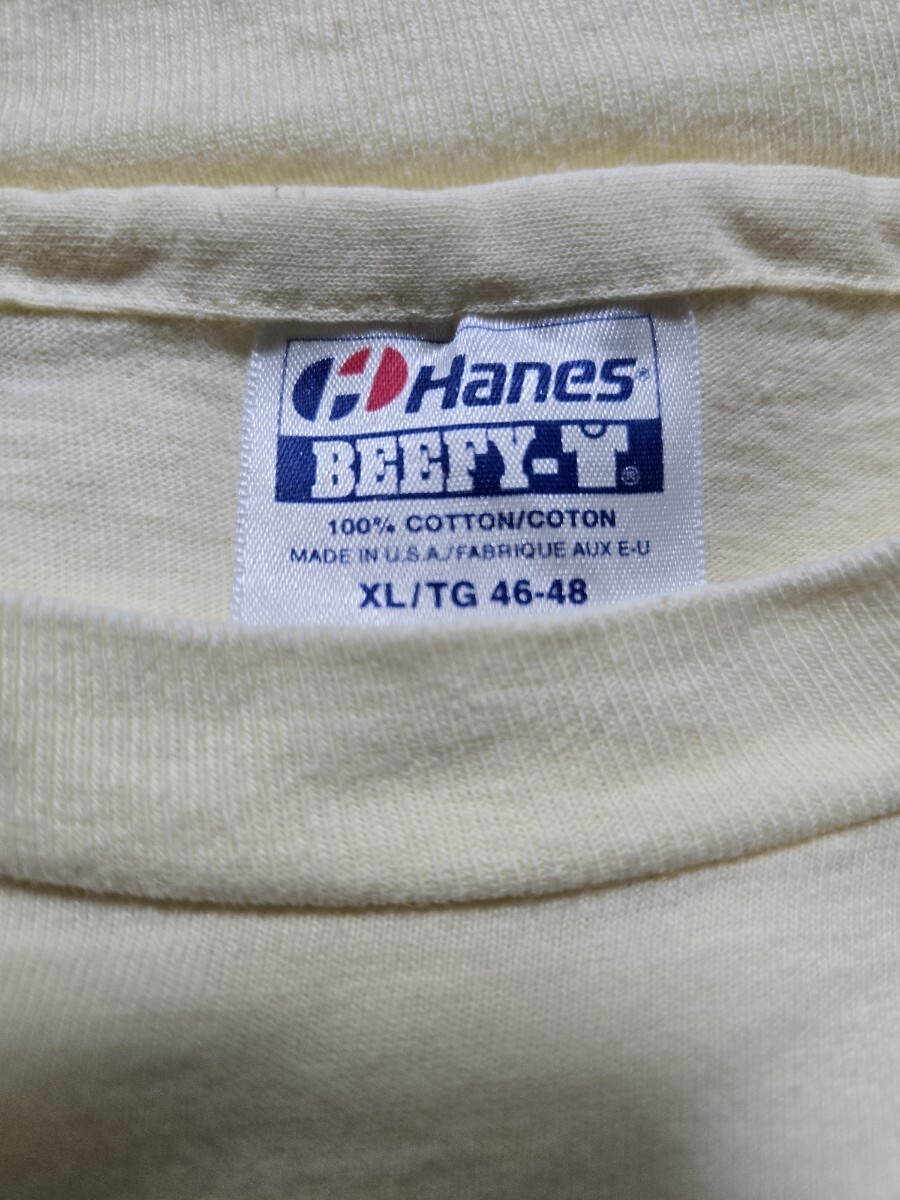 Hanes®
BEEFY-T®
100% COTTON/COTON
MADE IN U.S.A./FABRIQUE AUX E-U
XL/TG 46-48